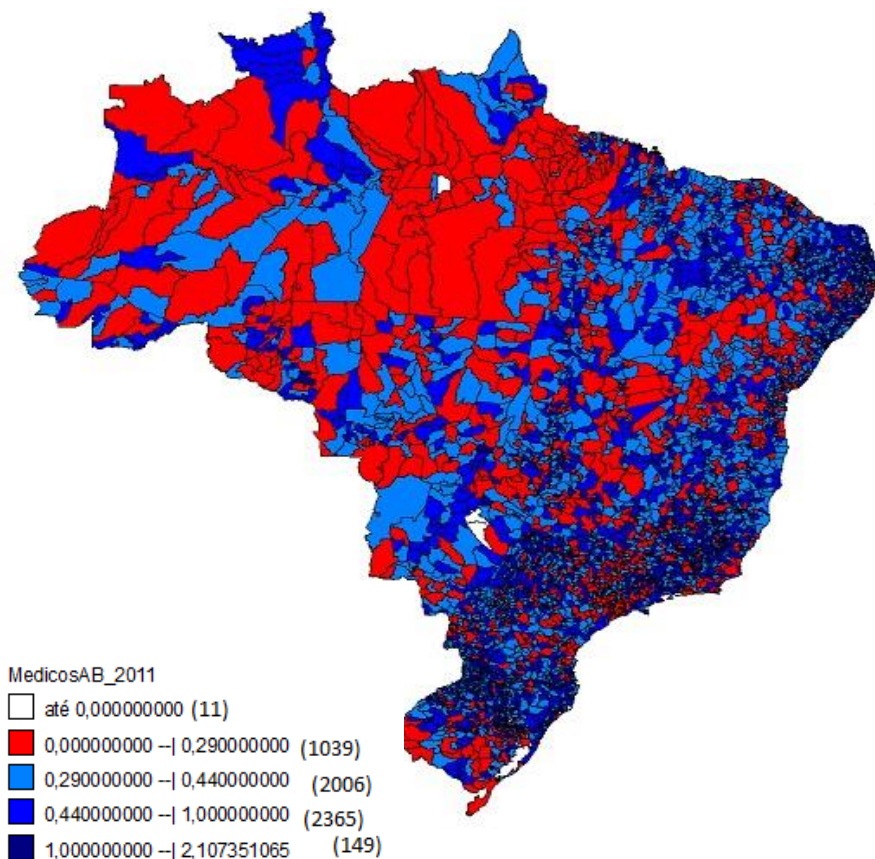 MedicosAB_2011
até 0,000000000 (11)
0,000000000 --| 0,290000000 (1039)
0,290000000 --| 0,440000000 (2006)
0,440000000 --| 1,000000000 (2365)
1,000000000 --| 2,107351065 (149)